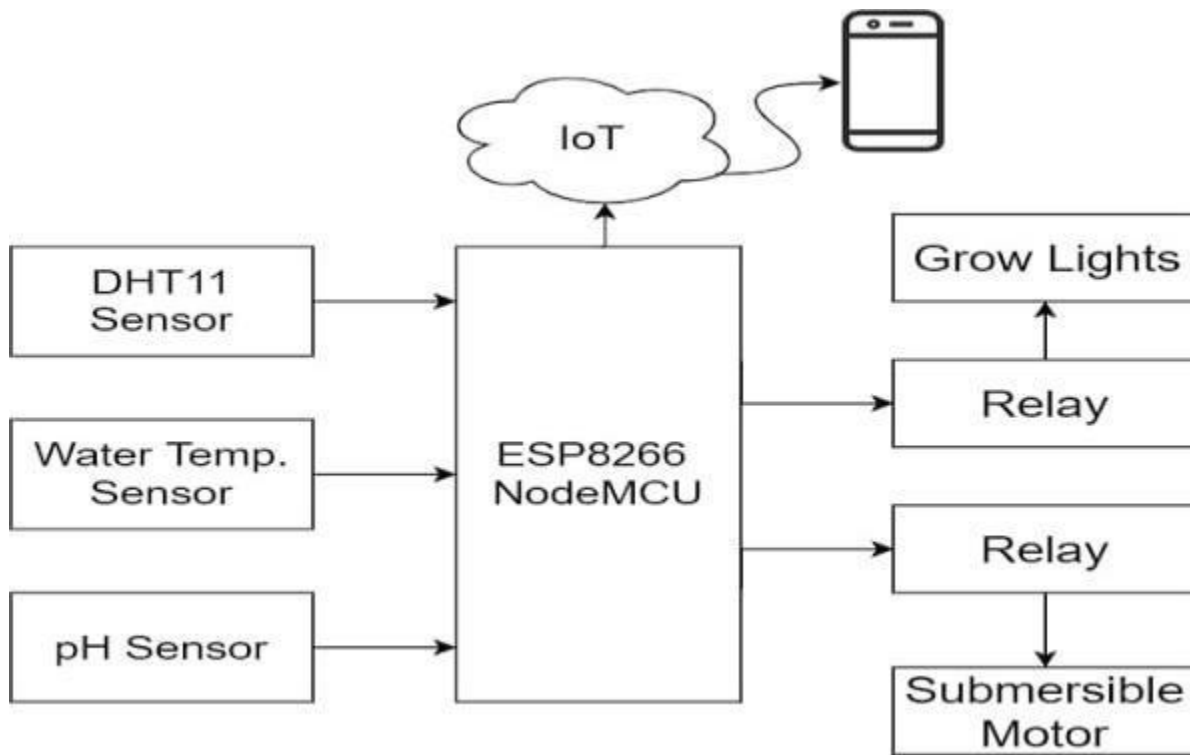 IoT
DHT11
Sensor
Water Temp.
Sensor
pH Sensor
ESP8266
NodeMCU
Grow Lights
Relay
Relay
Submersible
Motor